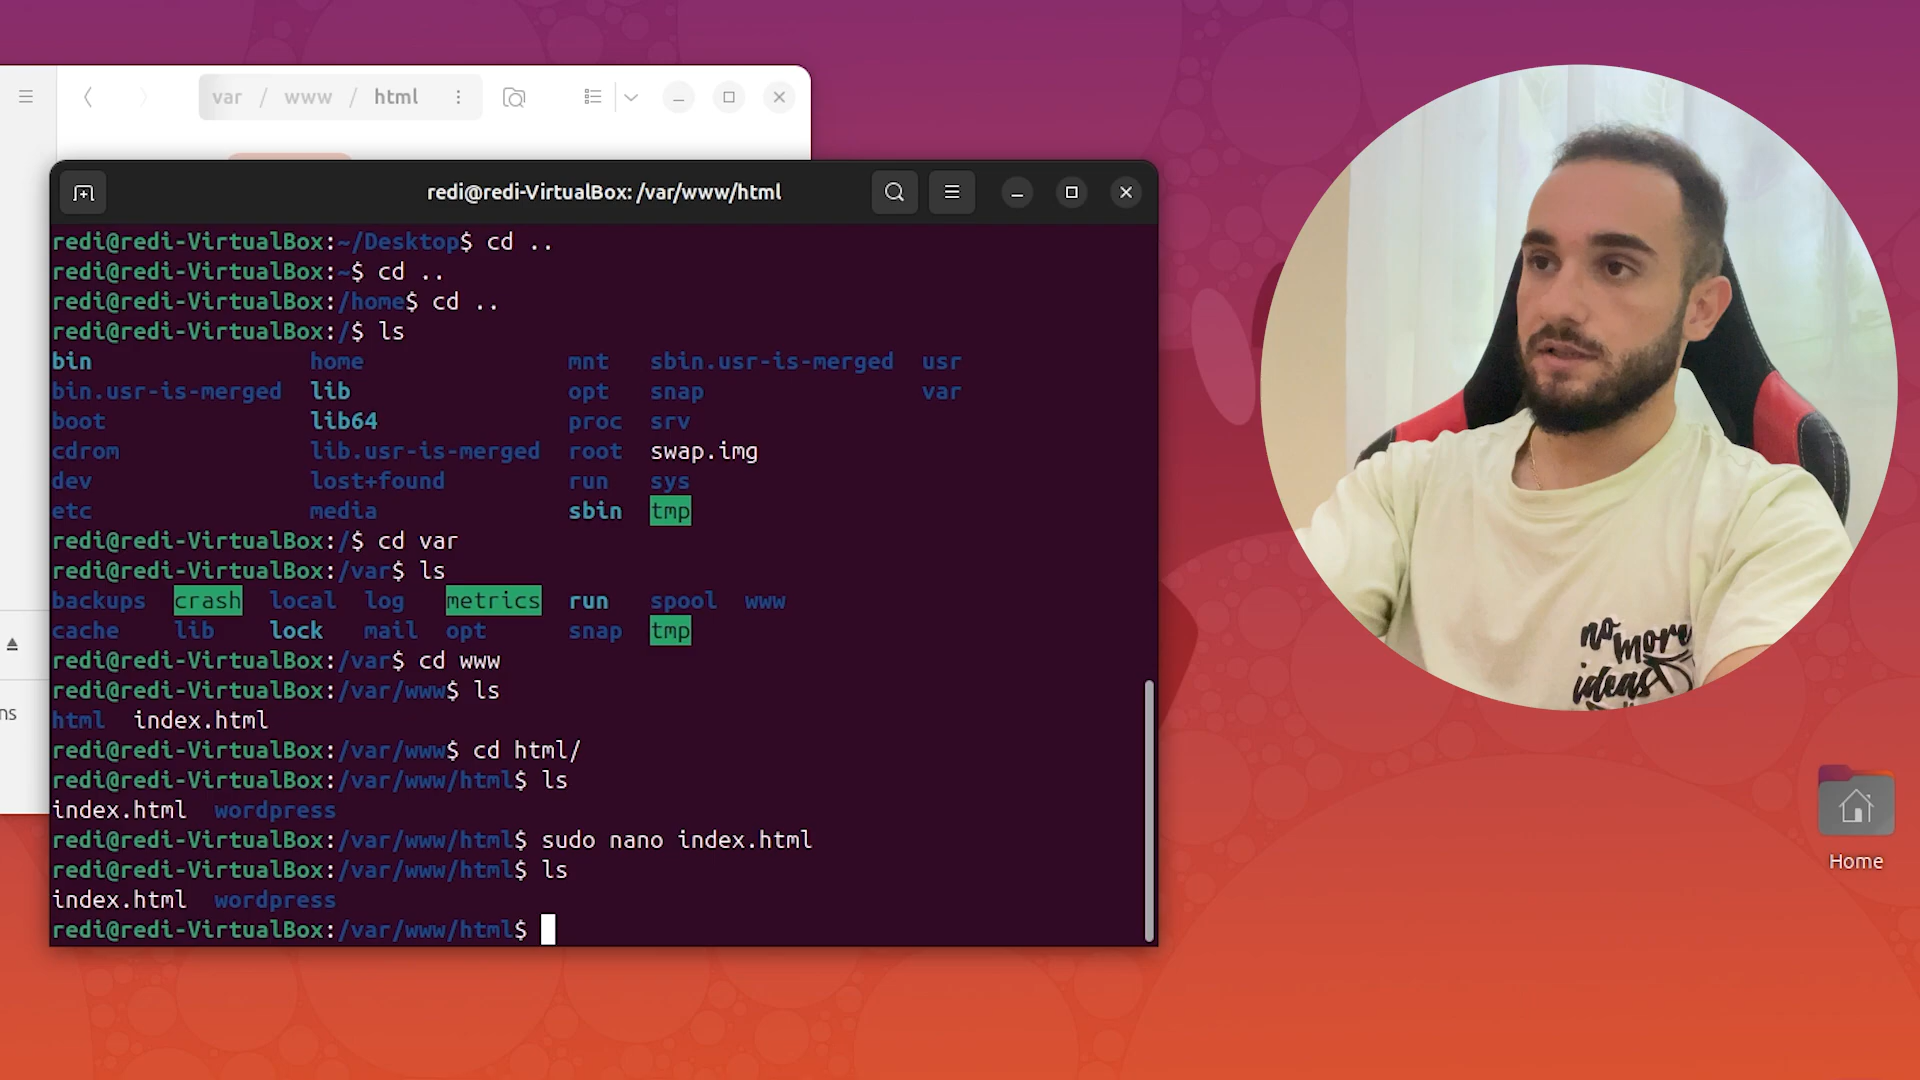 var / www / html
redi@redi-VirtualBox: /var/www/html
redi@redi-VirtualBox:~/Desktop$ cd ..
redi@redi-VirtualBox:~$ cd ..
redi@redi-VirtualBox:/home$ cd ..
redi@redi-VirtualBox:/$ ls
bin home mnt sbin.usr-is-merged usr
bin.usr-is-merged lib opt snap var
boot lib64 proc srv
cdrom lib.usr-is-merged root swap.img
dev lost+found run sys
etc media sbin tmp
redi@redi-VirtualBox:/$ cd var
redi@redi-VirtualBox:/var$ ls
backups crash local log metrics run spool www
cache lib lock mail opt snap tmp
redi@redi-VirtualBox:/var$ cd www
redi@redi-VirtualBox:/var/www$ ls
html index.html
redi@redi-VirtualBox:/var/www$ cd html/
redi@redi-VirtualBox:/var/www/html$ ls
index.html wordpress
redi@redi-VirtualBox:/var/www/html$ sudo nano index.html
redi@redi-VirtualBox:/var/www/html$ ls
index.html wordpress
redi@redi-VirtualBox:/var/www/html$
ns
no more
ideas
Home